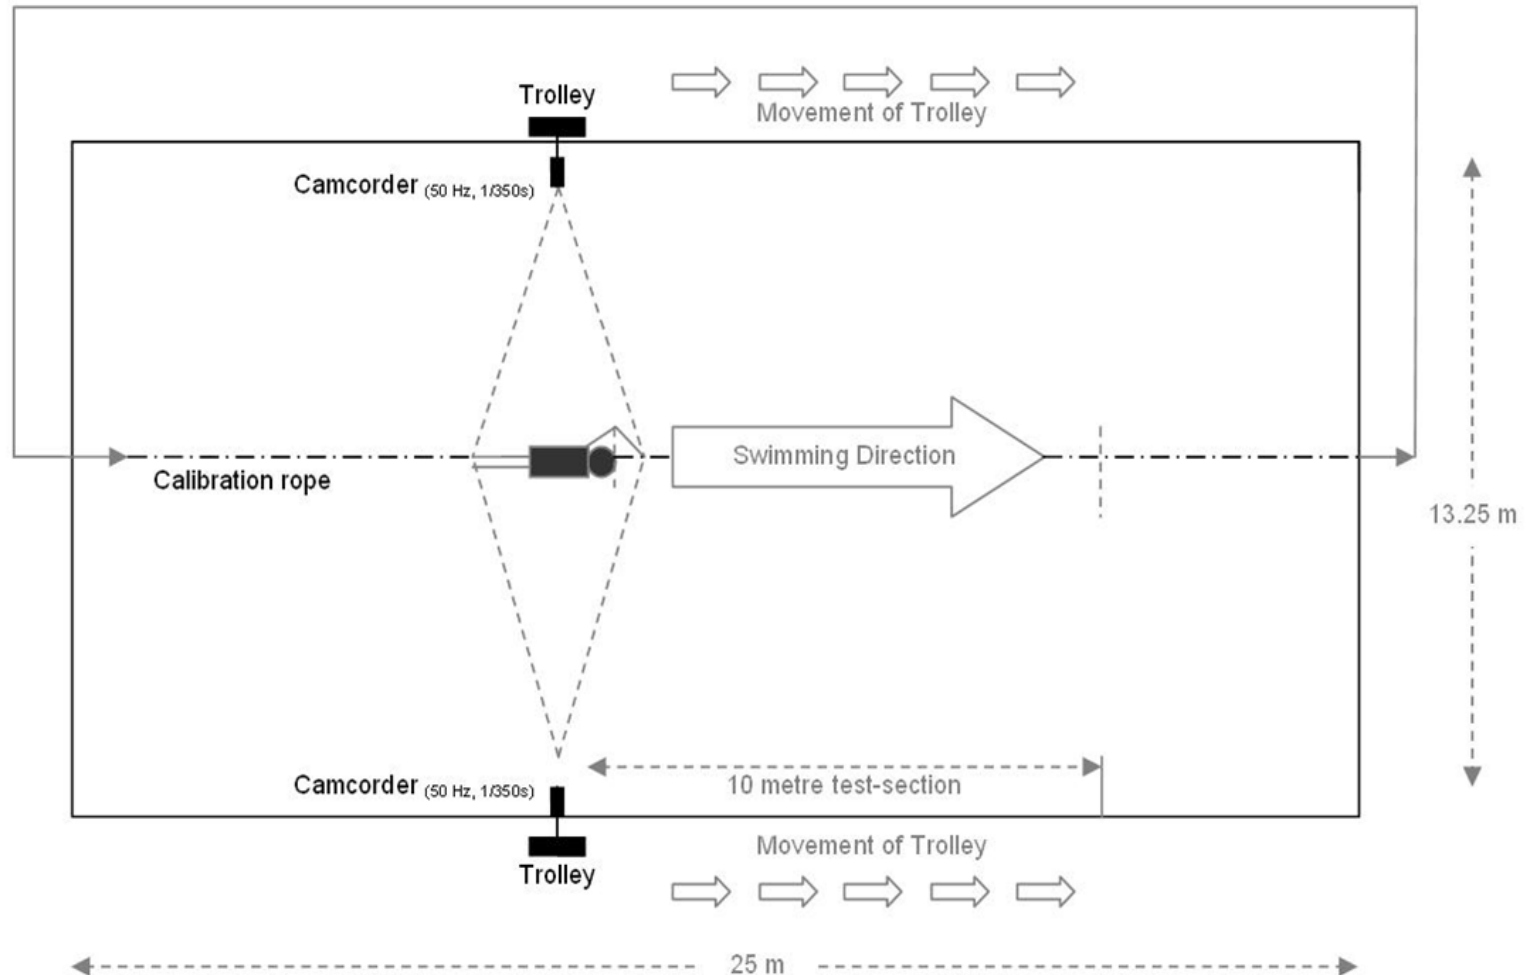 Trolley
Movement of Trolley
Camcorder (50 Hz, 1/350s)
Swimming Direction
Calibration rope
13.25 m
Camcorder (50 Hz, 1/350s)
10 metre test-section
Movement of Trolley
Trolley
25 m